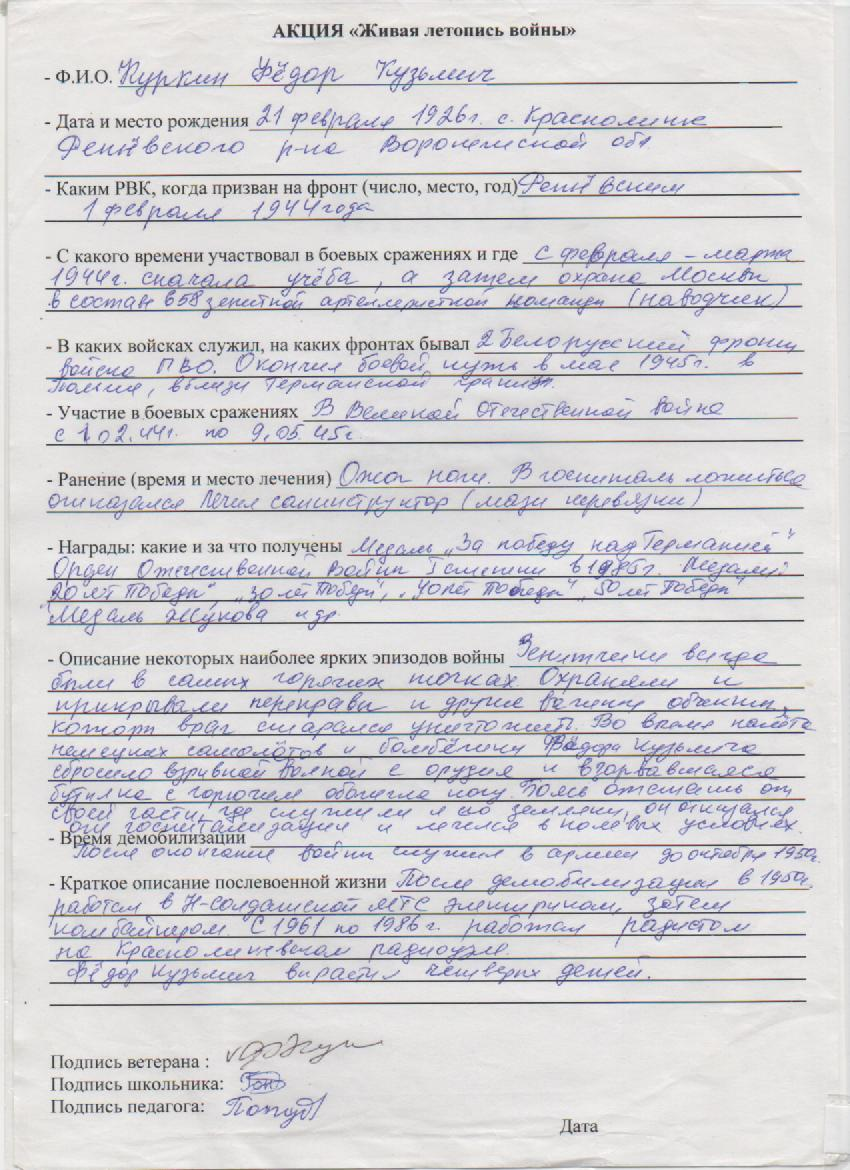 АКЦИЯ «Живая летопись войны»
- Ф.И.О. Куркин Фёдор Кузьмич
- Дата и место рождения 21 февраля 1926г. с. Краснолипье
р-на Воронежской обл.
- Каким РВК, когда призван на фронт (число, место, год)
1 февраля 1944 года
- С какого времени участвовал в боевых сражениях и где с февраля – марта
1944г. сначала учёба, а затем охрана Москвы
в составе 658 зенитной артеллеристной команды (наводчик)
- В каких войсках служил, на каких фронтах бывал 2 Белорусский фронт
войска ПВО. Окончил боевой путь в мае 1945г. в
Польше, вблизи Германской границы.
- Участие в боевых сражениях В Великой Отечественной война
с 1.02.44г. по 9.05.45г.
- Ранение (время и место лечения) Ожог ноги. В госпиталь ложиться
отказался Лечил санинструктор (мази перевязки)
- Награды: какие и за что получены Медаль „За победу над Германией"
Орден Отечественной Войны I степени в 1985г. Медали:
„20 лет Победы", „30 лет Победы", „40 лет Победы" „50 лет Победы"
Медаль Жукова и др.
- Описание некоторых наиболее ярких эпизодов войны Зенитчики всегда
были в самых горячих точках Охраняли и
прикрывали переправы и другие важные объекты,
которые враг старался уничтожить. Во время налёта
немецких самолётов и бомбёжки Фёдора Кузьмича
сбросило взрывной волной с орудия и взорвавшаяся
бутылка с горючем обожгла ногу. Боясь отстать от
своей части, где служили и его земляки, он отказался
от госпитализации и лечился в полевых условиях.
- Время демобилизации
После окончания войны служил в армии до октября 1950г.
- Краткое описание послевоенной жизни После демобилизации в 1950г.
работал в Н-солдатской МТС электриком, затем
комбайнером. С 1961 по 1986г. работал радистом
на Краснолипьевском радиоузле.
Фёдор Кузьмич вырастил четверых детей.
Подпись ветерана :
Подпись школьника:
Подпись педагога:
Дата